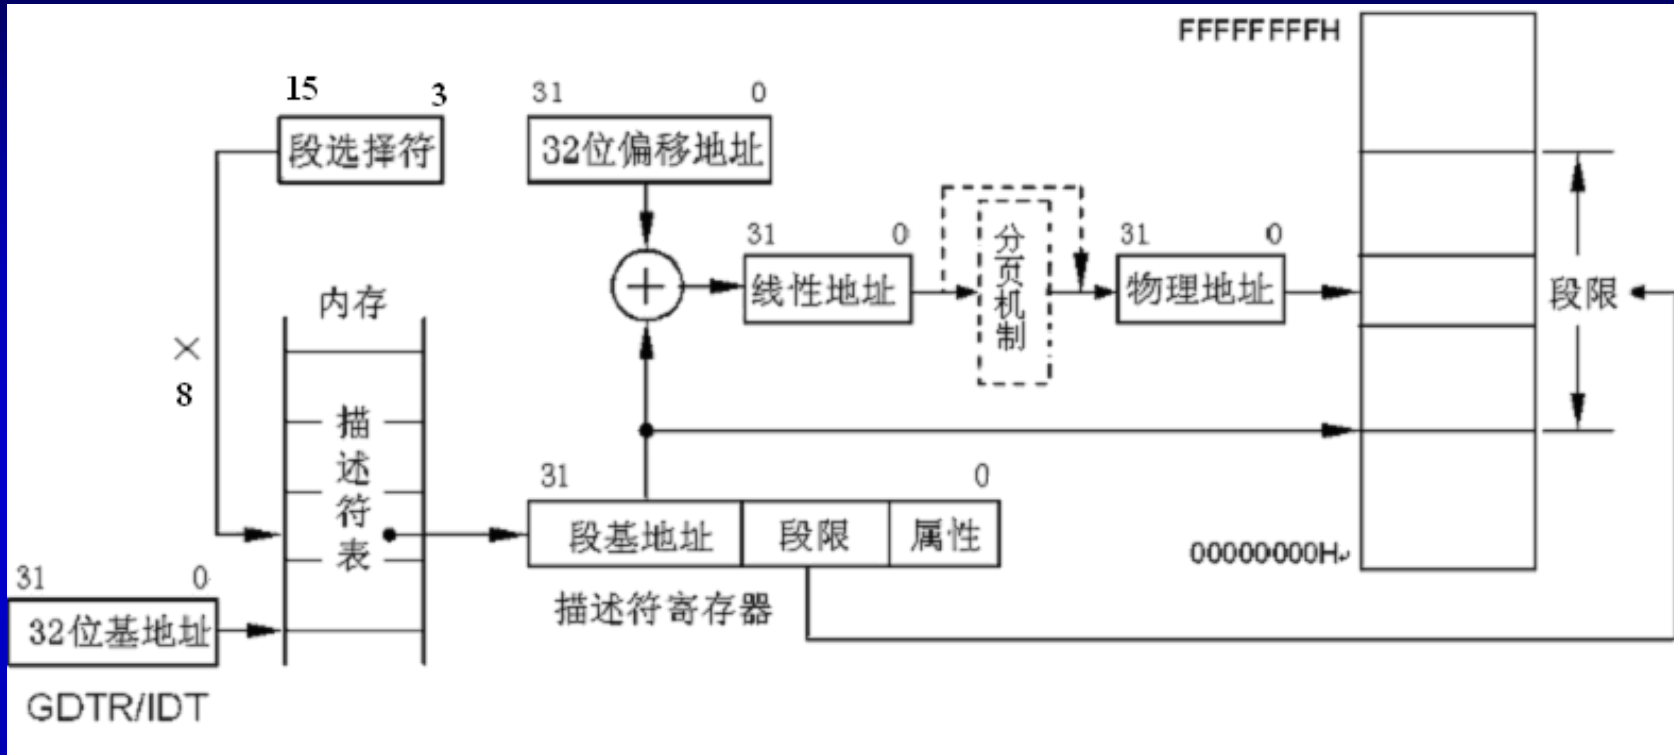 FFFFFFFFH
15 3
31 0
段选择符
32位偏移地址
31 0
31 0
分页机制
线性地址
物理地址
段限
内存
×
8
描述符表
31 0
段基地址 段限 属性
00000000H
31 0
描述符寄存器
32位基地址
GDTR/IDT